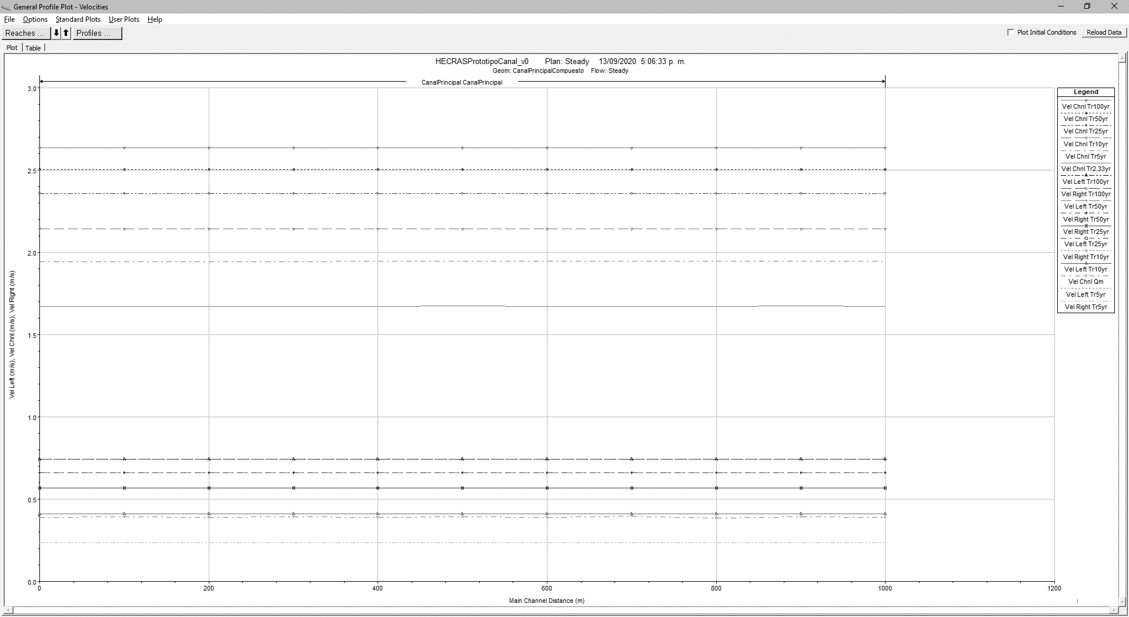 General Profile Plot - Velocities
File Options Standard Plots User Plots Help
Reaches ... Profiles ... Plot Initial Conditions Reload Data
Plot Table
HECRASPrototipoCanal_v0 Plan: Steady 13/09/2020 5:06:33 p. m.
Geom: CanalPrincipalCompuesto Flow: Steady
CanalPrincipal CanalPrincipal
3.0
2.5
2.0
1.5
1.0
0.5
0.0
Vel Left (m/s), Vel Chnl (m/s), Vel Right (m/s)
0 200 400 600 800 1000 1200
Main Channel Distance (m)
Legend
Vel Chnl Tr100yr
Vel Chnl Tr50yr
Vel Chnl Tr25yr
Vel Chnl Tr10yr
Vel Chnl Tr5yr
Vel Chnl Tr2.33yr
Vel Left Tr100yr
Vel Right Tr100yr
Vel Left Tr50yr
Vel Right Tr50yr
Vel Right Tr25yr
Vel Left Tr25yr
Vel Right Tr10yr
Vel Left Tr10yr
Vel Chnl Qm
Vel Left Tr5yr
Vel Right Tr5yr